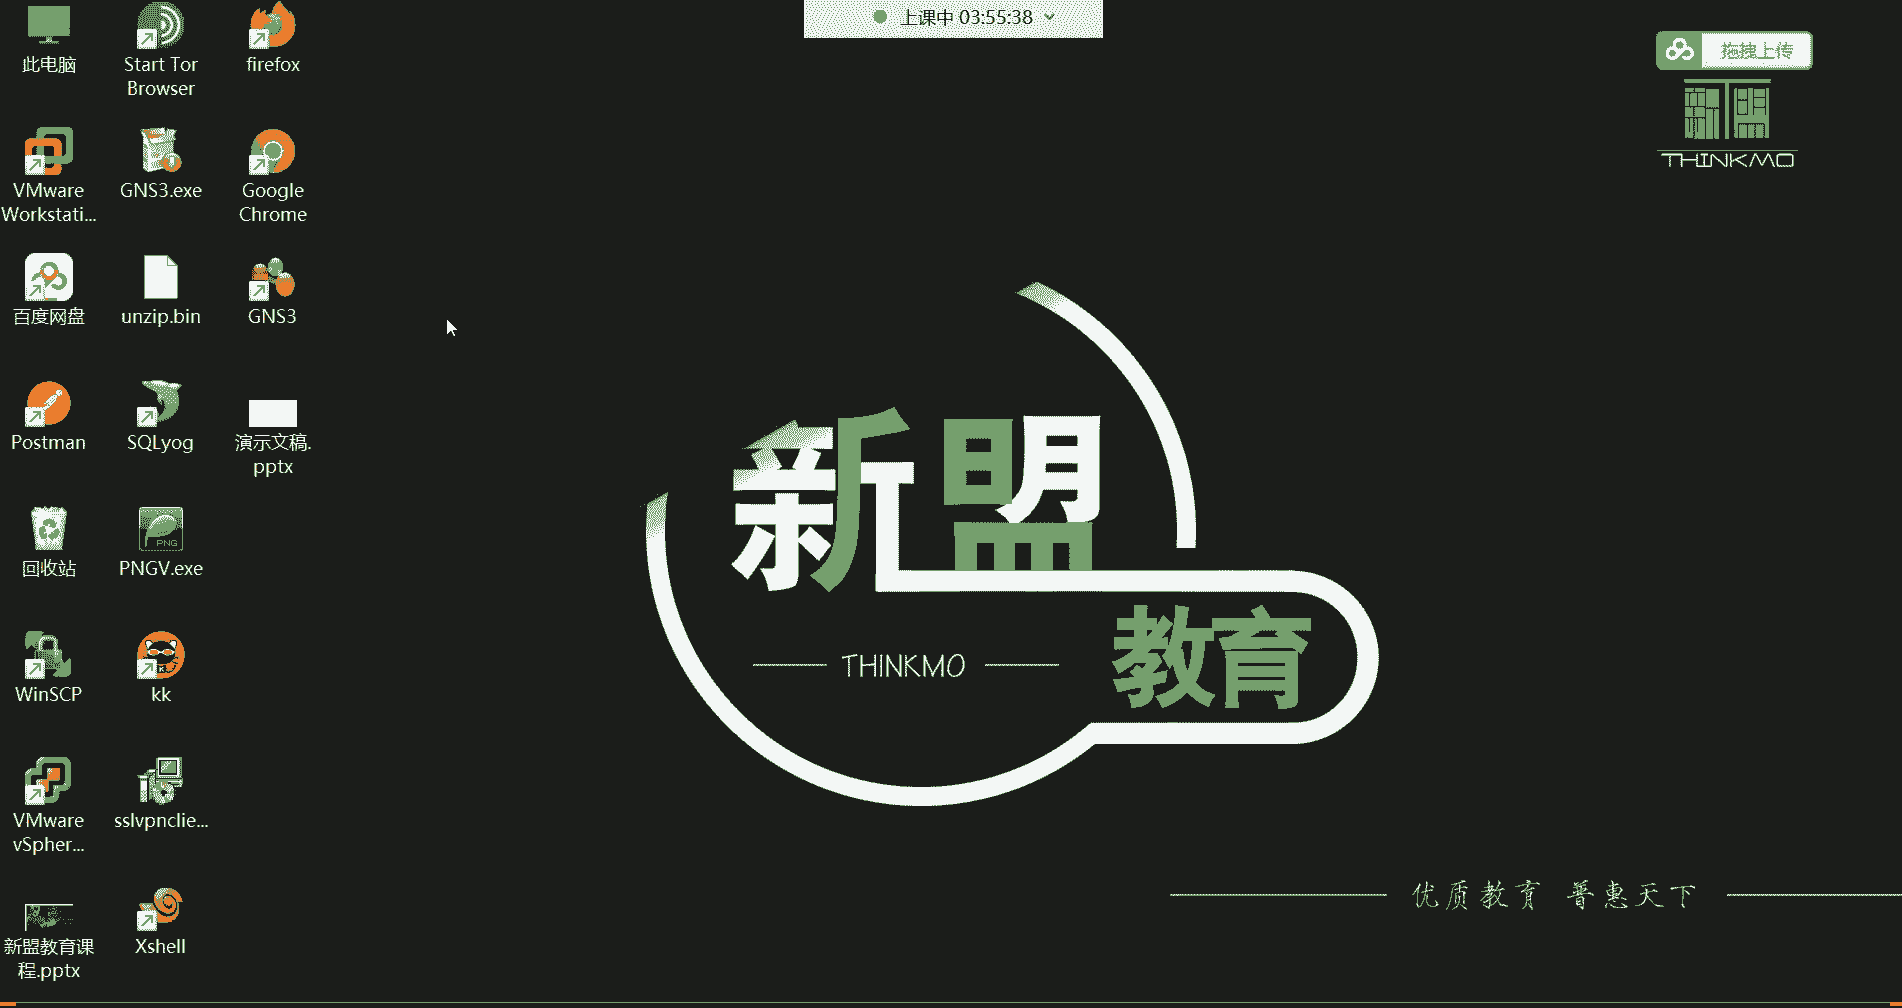 上课中 03:55:38
拖拽上传
THINKMO
此电脑
Start Tor
Browser
firefox
VMware
Workstati...
GNS3.exe
Google
Chrome
百度网盘
unzip.bin
GNS3
Postman
SQLyog
演示文稿.
pptx
回收站
PNGV.exe
WinSCP
kk
VMware
vSpher...
sslvpnclie...
新盟教育课
程.pptx
Xshell
新盟
教育
THINKMO
优质教育 普惠天下
PNG